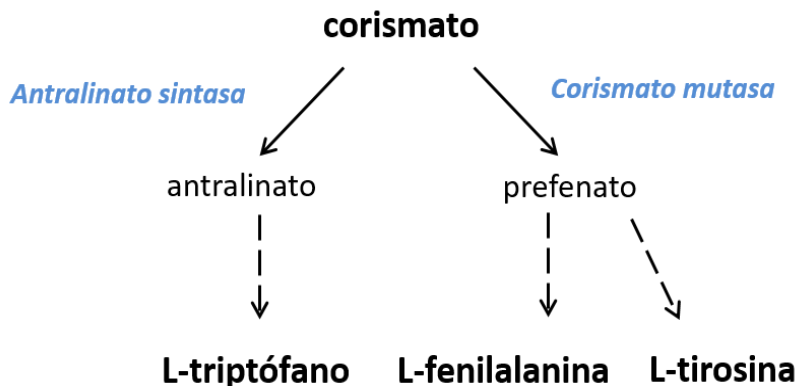 corismato
Antralinato sintasa
Corismato mutasa
antralinato
prefenato
L-triptófano
L-fenilalanina
L-tirosina